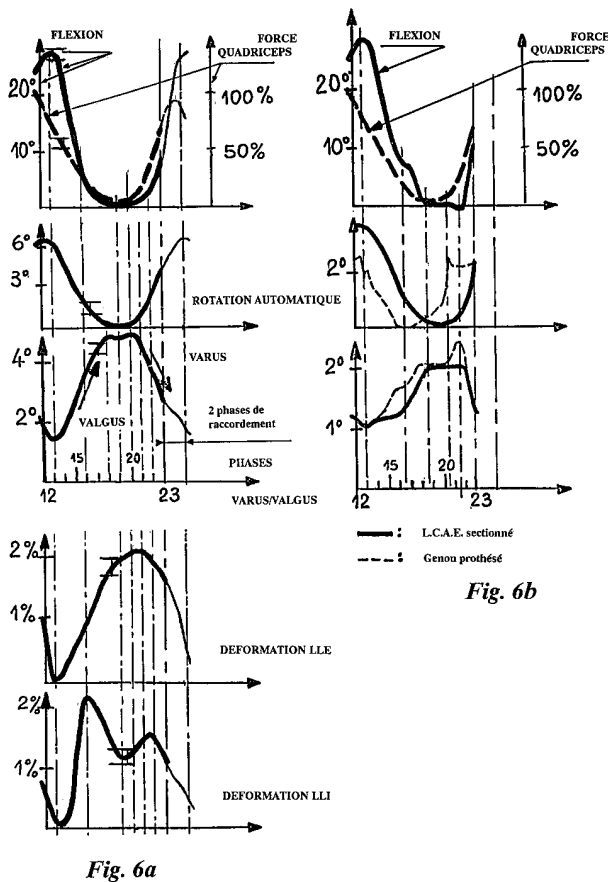 FLEXION
FORCE
QUADRICEPS
20°
10°
100%
50%
6°
3°
ROTATION AUTOMATIQUE
4°
2°
VARUS
VALGUS
2 phases de
raccordement
15
20
PHASES
12
23
VARUS/VALGUS
2%
1%
DEFORMATION LLE
2%
1%
DEFORMATION LLI
Fig. 6a
FLEXION
FORCE
QUADRICEPS
20°
10°
100%
50%
2°
2°
1°
15
20
12
23
L.C.A.E. sectionné
Genou prothésé
Fig. 6b